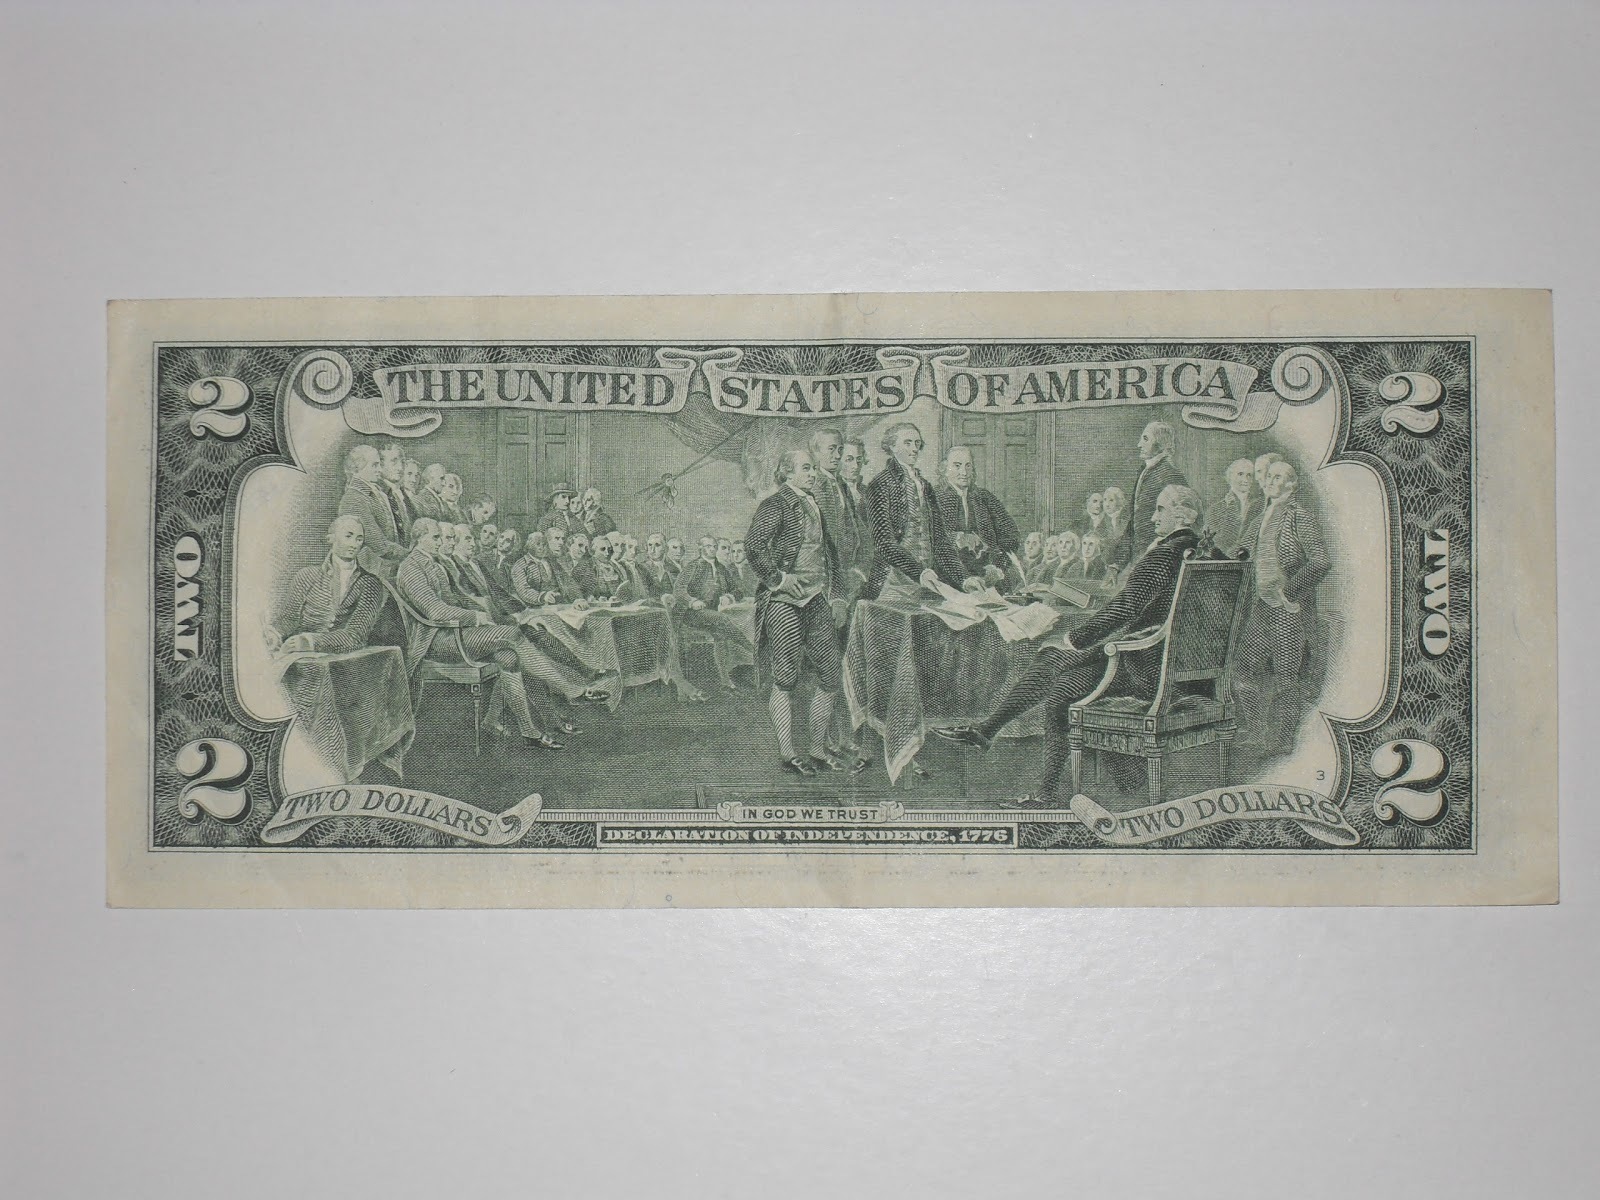 2 THE UNITED STATES OF AMERICA 2
TWO TWO
2 2
3
TWO DOLLARS TWO DOLLARS
IN GOD WE TRUST
DECLARATION OF INDEPENDENCE, 1776